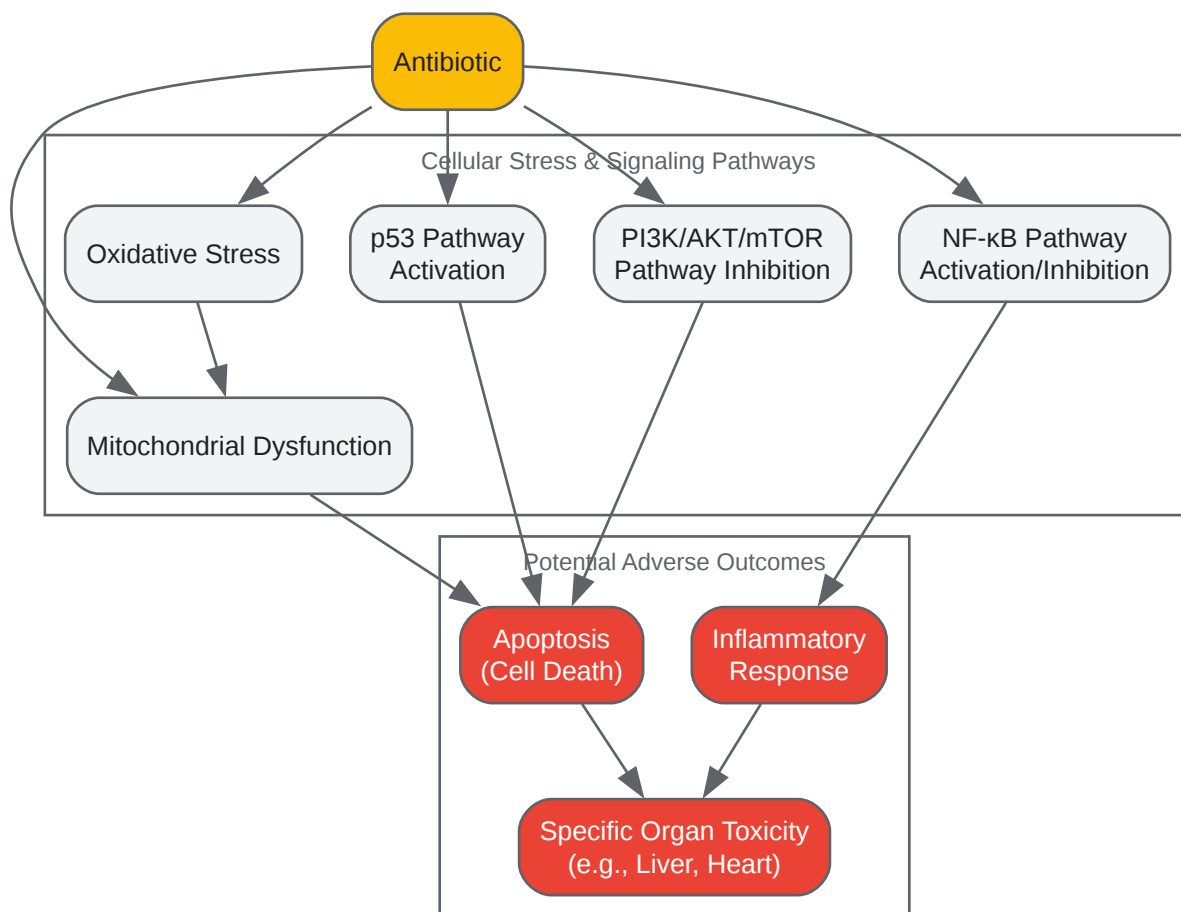 Antibiotic
Cellular Stress & Signaling Pathways
Oxidative Stress
p53 Pathway
Activation
PI3K/AKT/mTOR
Pathway Inhibition
NF-κB Pathway
Activation/Inhibition
Mitochondrial Dysfunction
Potential Adverse Outcomes
Apoptosis
(Cell Death)
Inflammatory
Response
Specific Organ Toxicity
(e.g., Liver, Heart)